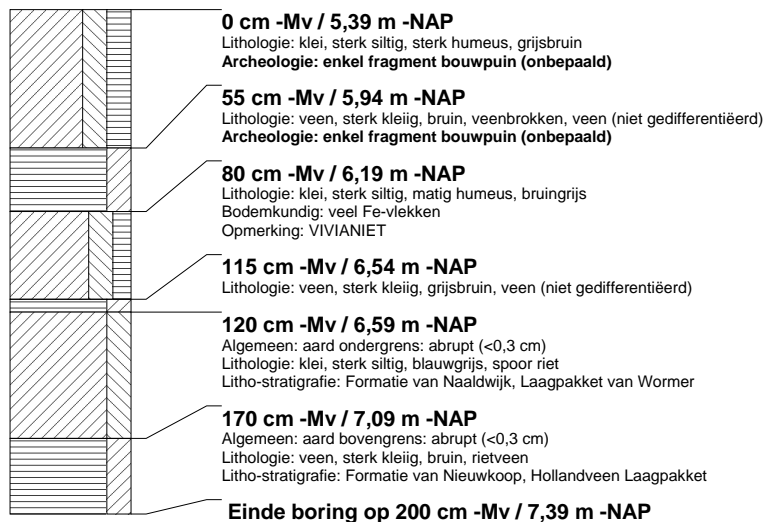 0 cm -Mv / 5,39 m -NAP
Lithologie: klei, sterk siltig, sterk humeus, grijsbruin
Archeologie: enkel fragment bouwpuin (onbepaald)
55 cm -Mv / 5,94 m -NAP
Lithologie: veen, sterk kleiig, bruin, veenbrokken, veen (niet gedifferentiëerd)
Archeologie: enkel fragment bouwpuin (onbepaald)
80 cm -Mv / 6,19 m -NAP
Lithologie: klei, sterk siltig, matig humeus, bruingrijs
Bodemkundig: veel Fe-vlekken
Opmerking: VIVIANIET
115 cm -Mv / 6,54 m -NAP
Lithologie: veen, sterk kleiig, grijsbruin, veen (niet gedifferentiëerd)
120 cm -Mv / 6,59 m -NAP
Algemeen: aard ondergrens: abrupt (<0,3 cm)
Lithologie: klei, sterk siltig, blauwgrijs, spoor riet
Litho-stratigrafie: Formatie van Naaldwijk, Laagpakket van Wormer
170 cm -Mv / 7,09 m -NAP
Algemeen: aard bovengrens: abrupt (<0,3 cm)
Lithologie: veen, sterk kleiig, bruin, rietveen
Litho-stratigrafie: Formatie van Nieuwkoop, Hollandveen Laagpakket
Einde boring op 200 cm -Mv / 7,39 m -NAP